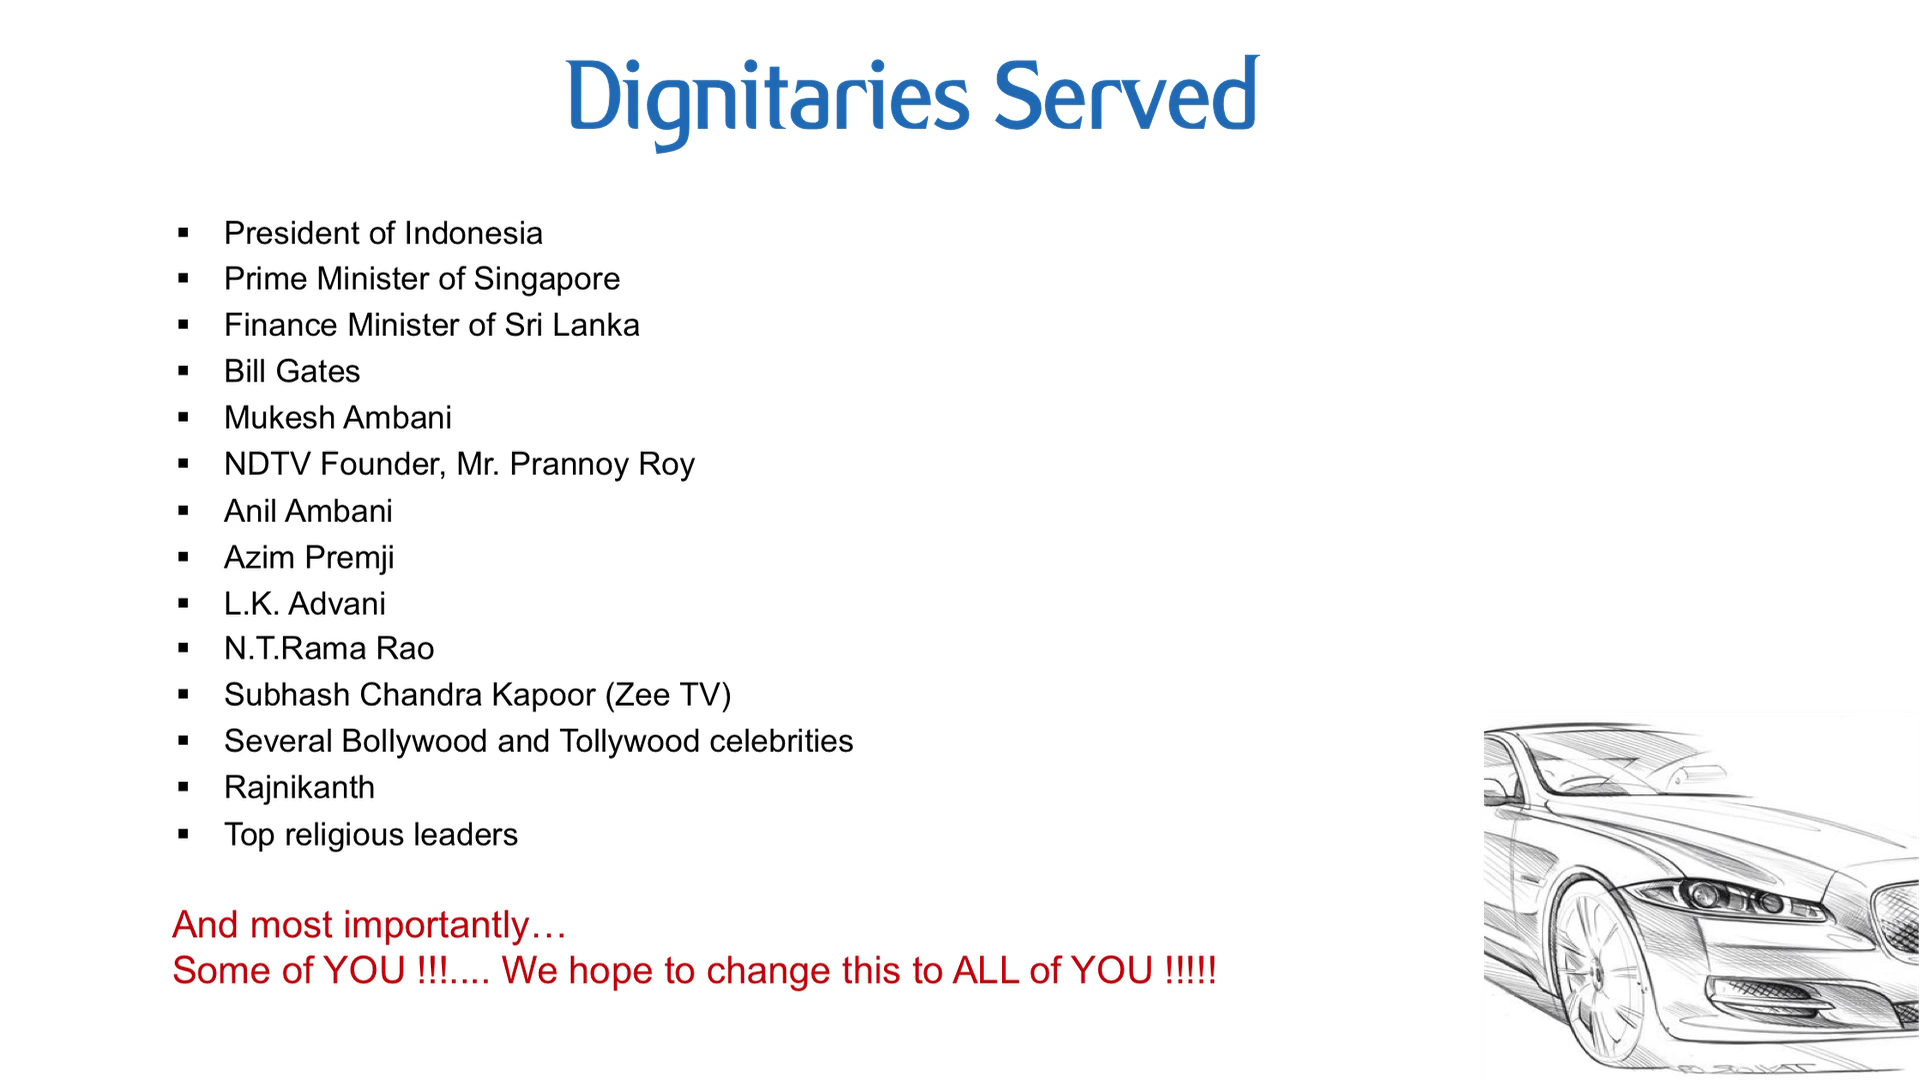 Dignitaries Served
▪ President of Indonesia
▪ Prime Minister of Singapore
▪ Finance Minister of Sri Lanka
▪ Bill Gates
▪ Mukesh Ambani
▪ NDTV Founder, Mr. Prannoy Roy
▪ Anil Ambani
▪ Azim Premji
▪ L.K. Advani
▪ N.T.Rama Rao
▪ Subhash Chandra Kapoor (Zee TV)
▪ Several Bollywood and Tollywood celebrities
▪ Rajnikanth
▪ Top religious leaders
And most importantly…
Some of YOU !!!.... We hope to change this to ALL of YOU !!!!!